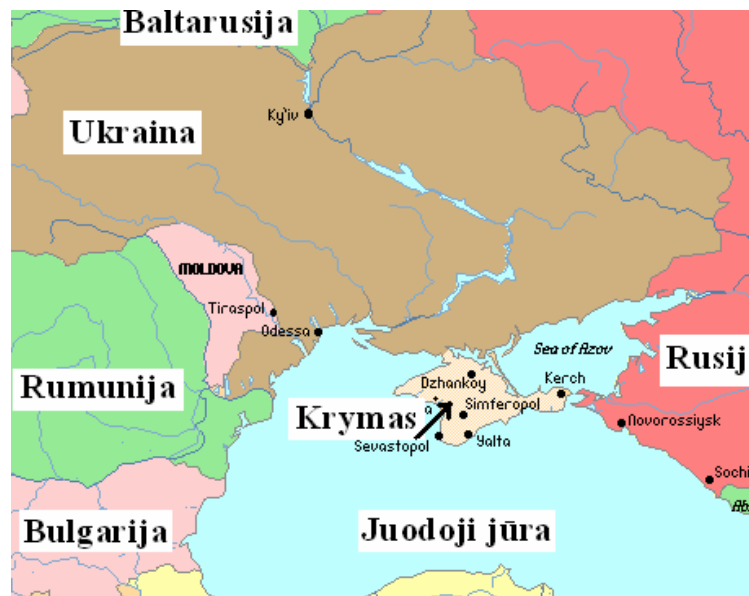 Baltarusija
Ky'iv
Ukraina
MOLDOVA
Tiraspol
Odessa
Sea of Azov
Rusij
Rumunija
Dzhankoy
Kerch
Krymas
a
Simferopol
Novorossiysk
Sevastopol
Yalta
Sochi
Ab
Bulgarija
Juodoji jūra